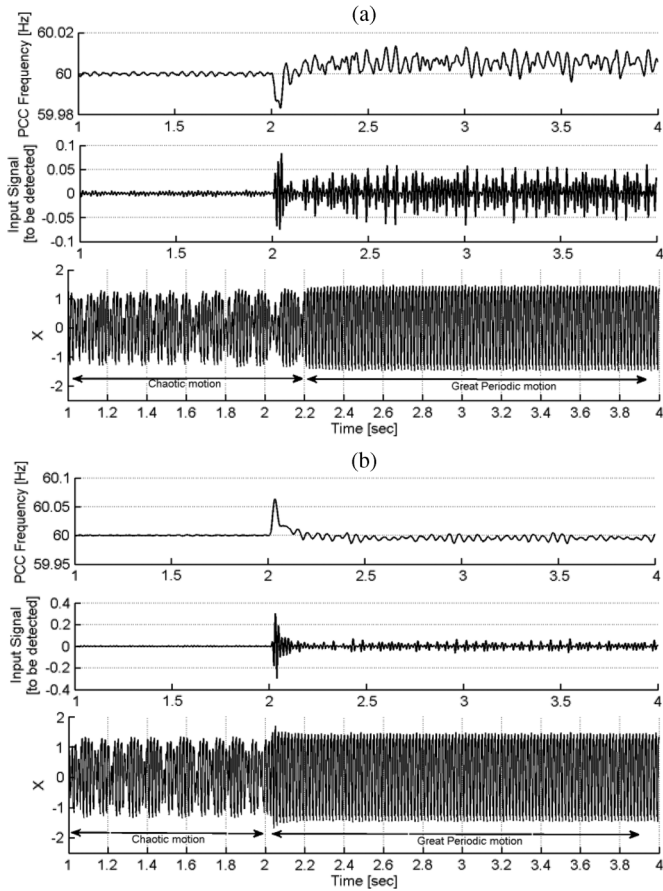 (a)
PCC Frequency [Hz]
60.02
60
59.98
1 1.5 2 2.5 3 3.5 4
Input Signal
[to be detected]
0.1
0.05
0
-0.05
-0.1
1 1.5 2 2.5 3 3.5 4
X
2
1
0
-1
-2
Chaotic motion
Great Periodic motion
1 1.2 1.4 1.6 1.8 2 2.2 2.4 2.6 2.8 3 3.2 3.4 3.6 3.8 4
Time [sec]
(b)
PCC Frequency [Hz]
60.1
60.05
60
59.95
1 1.5 2 2.5 3 3.5 4
Input Signal
[to be detected]
0.4
0.2
0
-0.2
-0.4
1 1.5 2 2.5 3 3.5 4
X
2
1
0
-1
-2
Chaotic motion
Great Periodic motion
1 1.2 1.4 1.6 1.8 2 2.2 2.4 2.6 2.8 3 3.2 3.4 3.6 3.8 4
Time [sec]